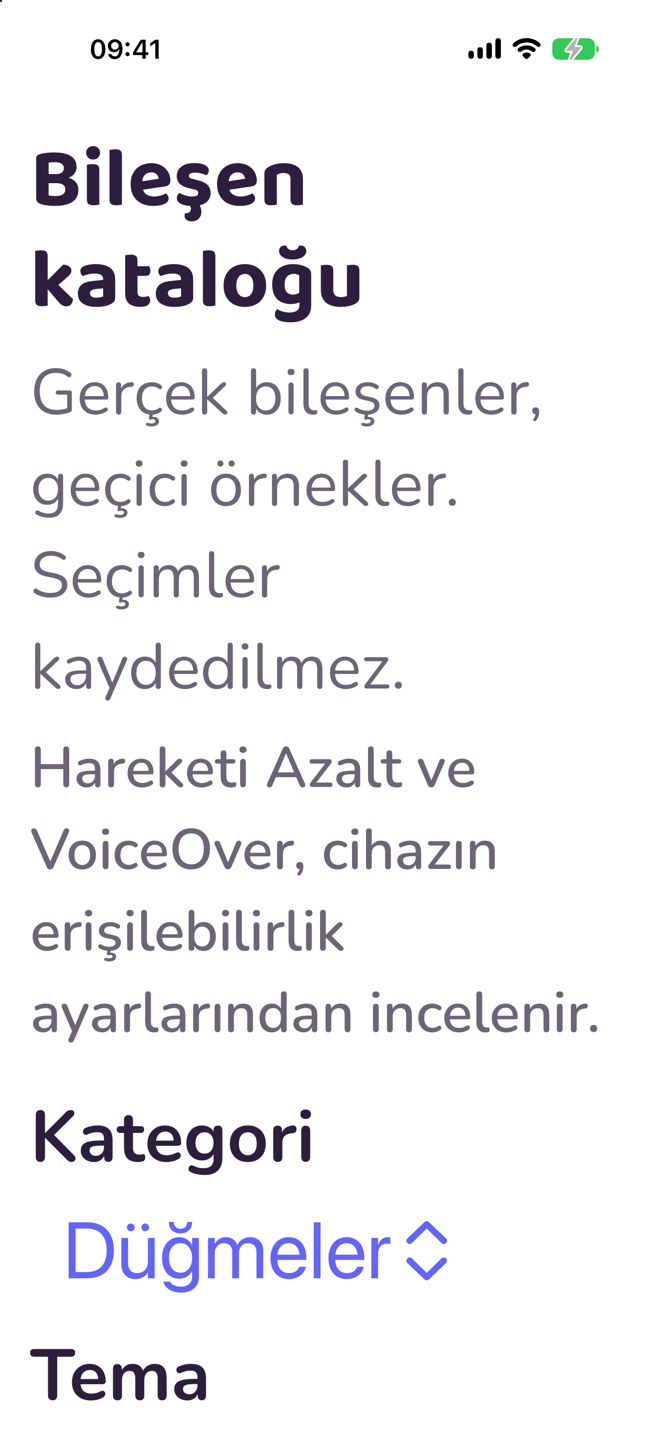 09:41
Bileşen
kataloğu
Gerçek bileşenler,
geçici örnekler.
Seçimler
kaydedilmez.
Hareketi Azalt ve
VoiceOver, cihazın
erişilebilirlik
ayarlarından incelenir.
Kategori
Düğmeler
Tema